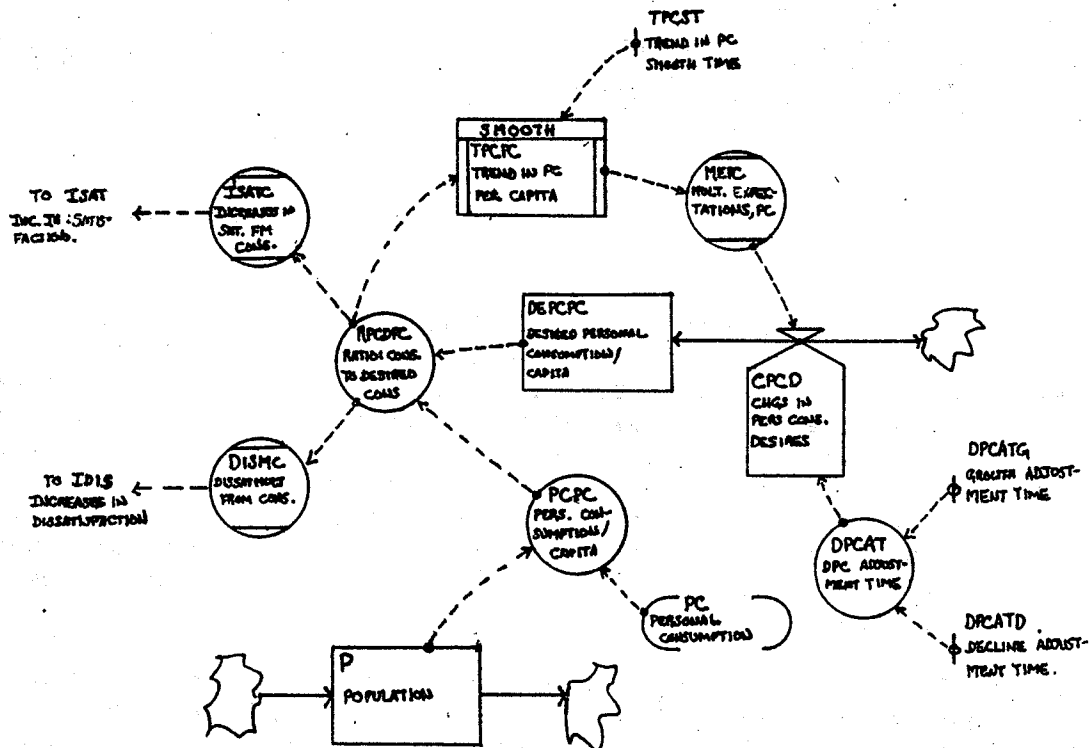 TPCST
TREND IN PC
SMOOTH TIME
SMOOTH
TPCPC
TREND IN PC
PER CAPITA
MEPC
MULT. EXPEC-
TATIONS, PC
TO ISAT
INC. IN SATIS-
FACTION.
ISATC
INCREASES IN
SAT. FM
CONS.
RPCDPC
RATIO: CONS.
TO DESIRED
CONS
DEPCPC
DESIRED PERSONAL
CONSUMPTION/
CAPITA
CPCD
CHGS IN
PERS CONS.
DESIRES
TO IDIS
INCREASES IN
DISSATISFACTION
DISMC
DISSAT MULT
FROM CONS.
PCPC
PERS. CON-
SUMPTION/
CAPITA
DPCATG
GROWTH ADJUST-
MENT TIME
DPCAT
DPC ADJUST-
MENT TIME
PC
PERSONAL
CONSUMPTION
DPCATD
DECLINE ADJUST-
MENT TIME.
P
POPULATION